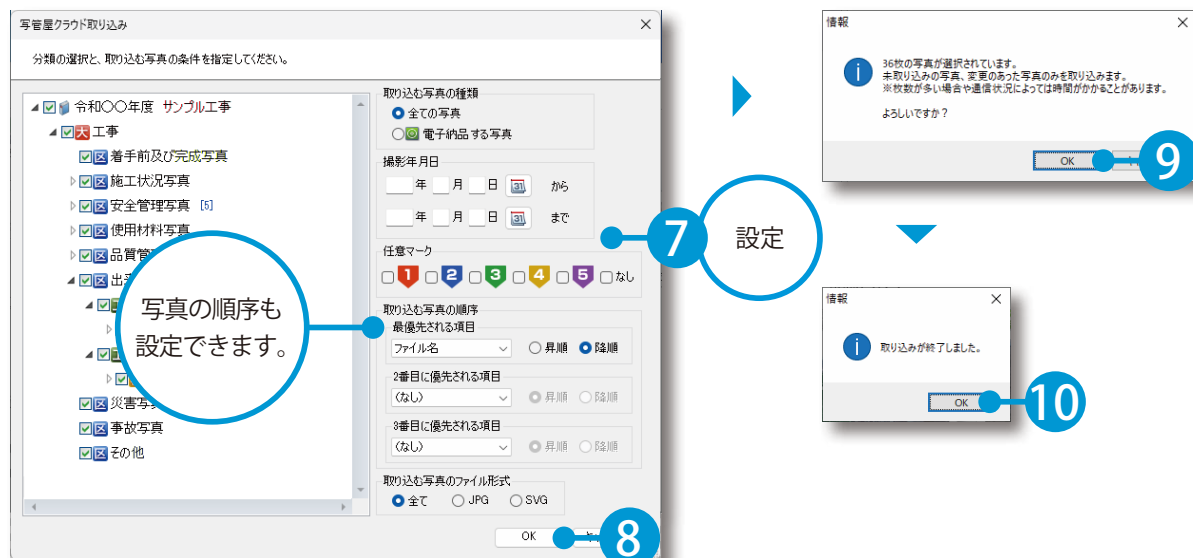 写管屋クラウド取り込み
分類の選択と、取り込む写真の条件を指定してください。
令和〇〇年度 サンプル工事
大 工事
区 着手前及び完成写真
区 施工状況写真
区 安全管理写真 [5]
区 使用材料写真
区 品質管
区 出来
区 災害写
区 事故写真
区 その他
写真の順序も
設定できます。
取り込む写真の種類
全ての写真
電子納品する写真
撮影年月日
年 月 日 31 から
年 月 日 31 まで
任意マーク
1 2 3 4 5 なし
取り込む写真の順序
最優先される項目
ファイル名 昇順 降順
2番目に優先される項目
(なし) 昇順 降順
3番目に優先される項目
(なし) 昇順 降順
取り込む写真のファイル形式
全て JPG SVG
OK
8
7
設定
情報
36枚の写真が選択されています。
未取り込みの写真、変更のあった写真のみを取り込みます。
※枚数が多い場合や通信状況によっては時間がかかることがあります。
よろしいですか？
OK
9
情報
取り込みが終了しました。
OK
10